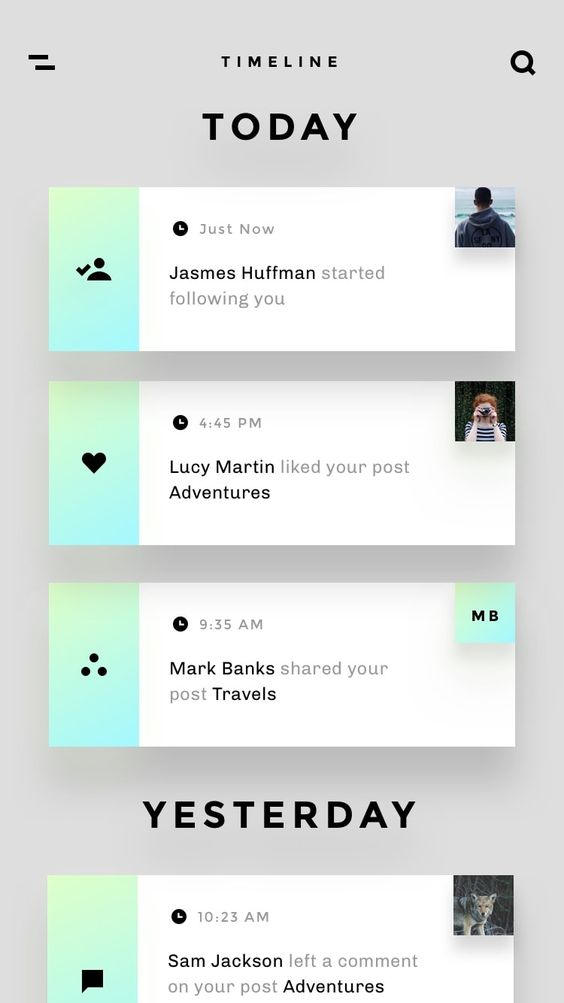 TIMELINE
TODAY
Just Now
Jasmes Huffman started
following you
4:45 PM
Lucy Martin liked your post
Adventures
9:35 AM
MB
Mark Banks shared your
post Travels
YESTERDAY
10:23 AM
Sam Jackson left a comment
on your post Adventures